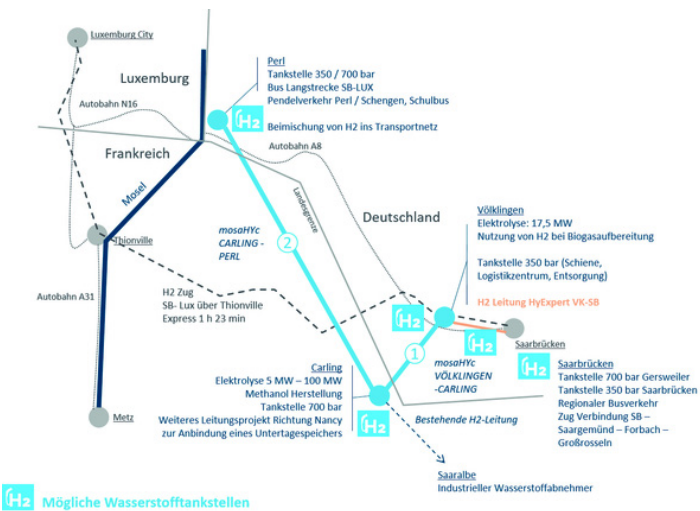 Luxemburg City
Luxemburg
Autobahn N16
Frankreich
Mosel
Thionville
Autobahn A31
Metz
Perl
Tankstelle 350 / 700 bar
Bus Langstrecke SB-LUX
Pendelverkehr Perl / Schengen, Schulbus
Beimischung von H2 ins Transportnetz
H2
Autobahn A8
Landesgrenze
Deutschland
mosaHYc
CARLING -
PERL
2
H2 Zug
SB- Lux über Thionville
Express 1 h 23 min
Völklingen
Elektrolyse: 17,5 MW
Nutzung von H2 bei Biogasaufbereitung
Tankstelle 350 bar (Schiene,
Logistikzentrum, Entsorgung)
H2 Leitung HyExpert VK-SB
H2
H2
Saarbrücken
1
mosaHYc
VÖLKLINGEN
-CARLING
H2
Saarbrücken
Tankstelle 700 bar Gersweiler
Tankstelle 350 bar Saarbrücken
Regionaler Busverkehr
Zug Verbindung SB –
Saargemünd – Forbach –
Großrosseln
Carling
Elektrolyse 5 MW – 100 MW
Methanol Herstellung
Tankstelle 700 bar
Weiteres Leitungsprojekt Richtung Nancy
zur Anbindung eines Untertagespeichers
H2
Bestehende H2-Leitung
Saaralbe
Industrieller Wasserstoffabnehmer
H2
Mögliche Wasserstofftankstellen